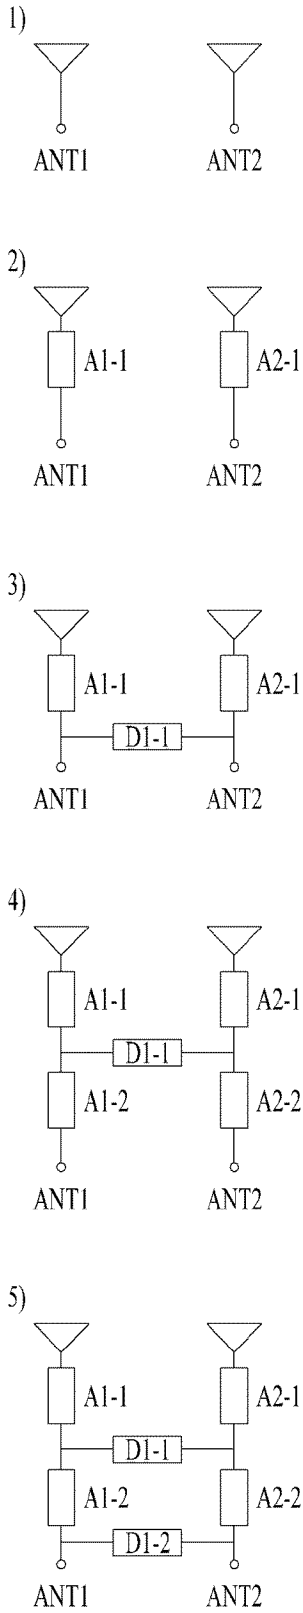 1)
ANT1 ANT2
2)
A1-1 A2-1
ANT1 ANT2
3)
A1-1 A2-1
D1-1
ANT1 ANT2
4)
A1-1 A2-1
D1-1
A1-2 A2-2
ANT1 ANT2
5)
A1-1 A2-1
D1-1
A1-2 A2-2
D1-2
ANT1 ANT2